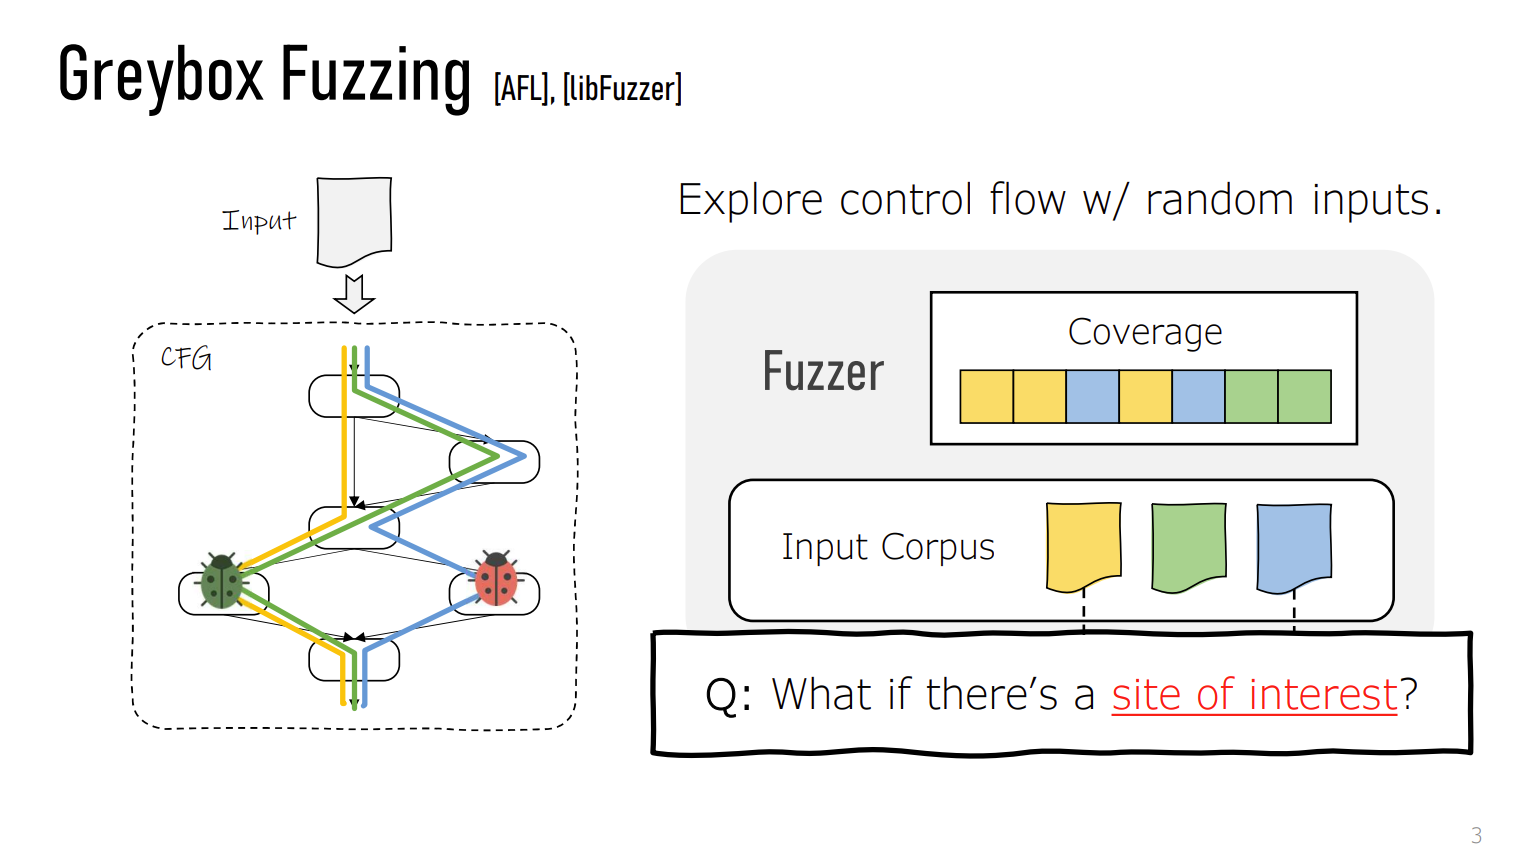 Greybox Fuzzing [AFL], [libFuzzer]
Input
CFG
Explore control flow w/ random inputs.
Fuzzer
Coverage
Input Corpus
Q: What if there’s a site of interest?
3